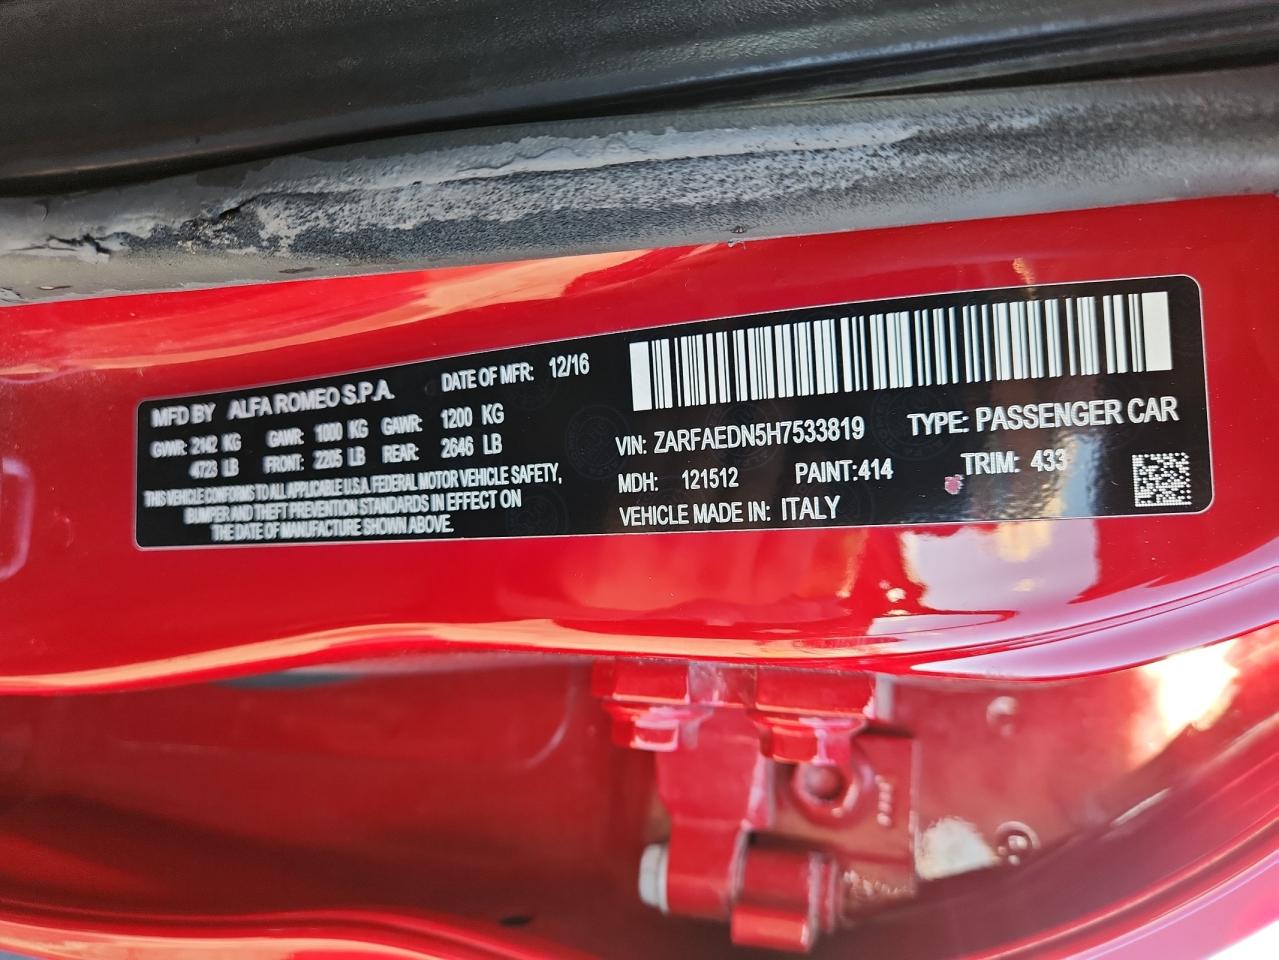 MFD BY ALFA ROMEO S.P.A. DATE OF MFR: 12/16
GVWR: 2142 KG GAWR: 1000 KG GAWR: 1200 KG
4723 LB FRONT: 2205 LB REAR: 2646 LB
THIS VEHICLE CONFORMS TO ALL APPLICABLE U.S.A. FEDERAL MOTOR VEHICLE SAFETY,
BUMPER AND THEFT PREVENTION STANDARDS IN EFFECT ON
THE DATE OF MANUFACTURE SHOWN ABOVE.
VIN: ZARFAEDN5H7533819 TYPE: PASSENGER CAR
MDH: 121512 PAINT: 414 TRIM: 433
VEHICLE MADE IN: ITALY